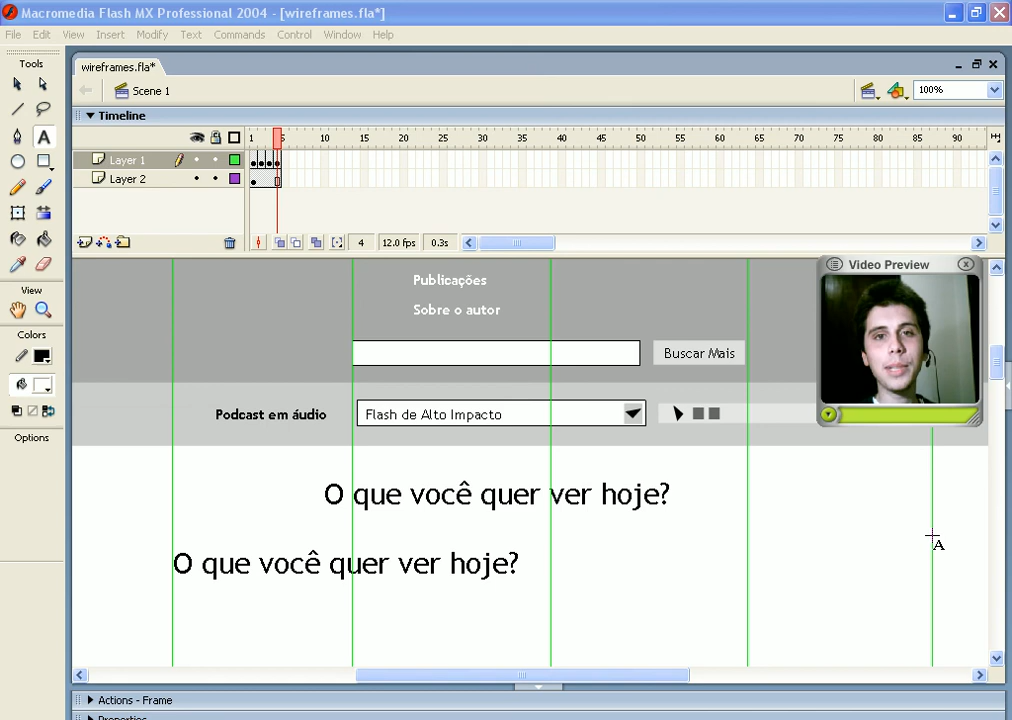 Macromedia Flash MX Professional 2004 - [wireframes.fla*]
File Edit View Insert Modify Text Commands Control Window Help
Tools
wireframes.fla*
Scene 1
100%
Timeline
1 5 10 15 20 25 30 35 40 45 50 55 60 65 70 75 80 85 90
Layer 1
Layer 2
4 12.0 fps 0.3s
View
Colors
Options
Video Preview
Publicações
Sobre o autor
Buscar Mais
Podcast em áudio
Flash de Alto Impacto
O que você quer ver hoje?
O que você quer ver hoje?
A
Actions - Frame
Properties